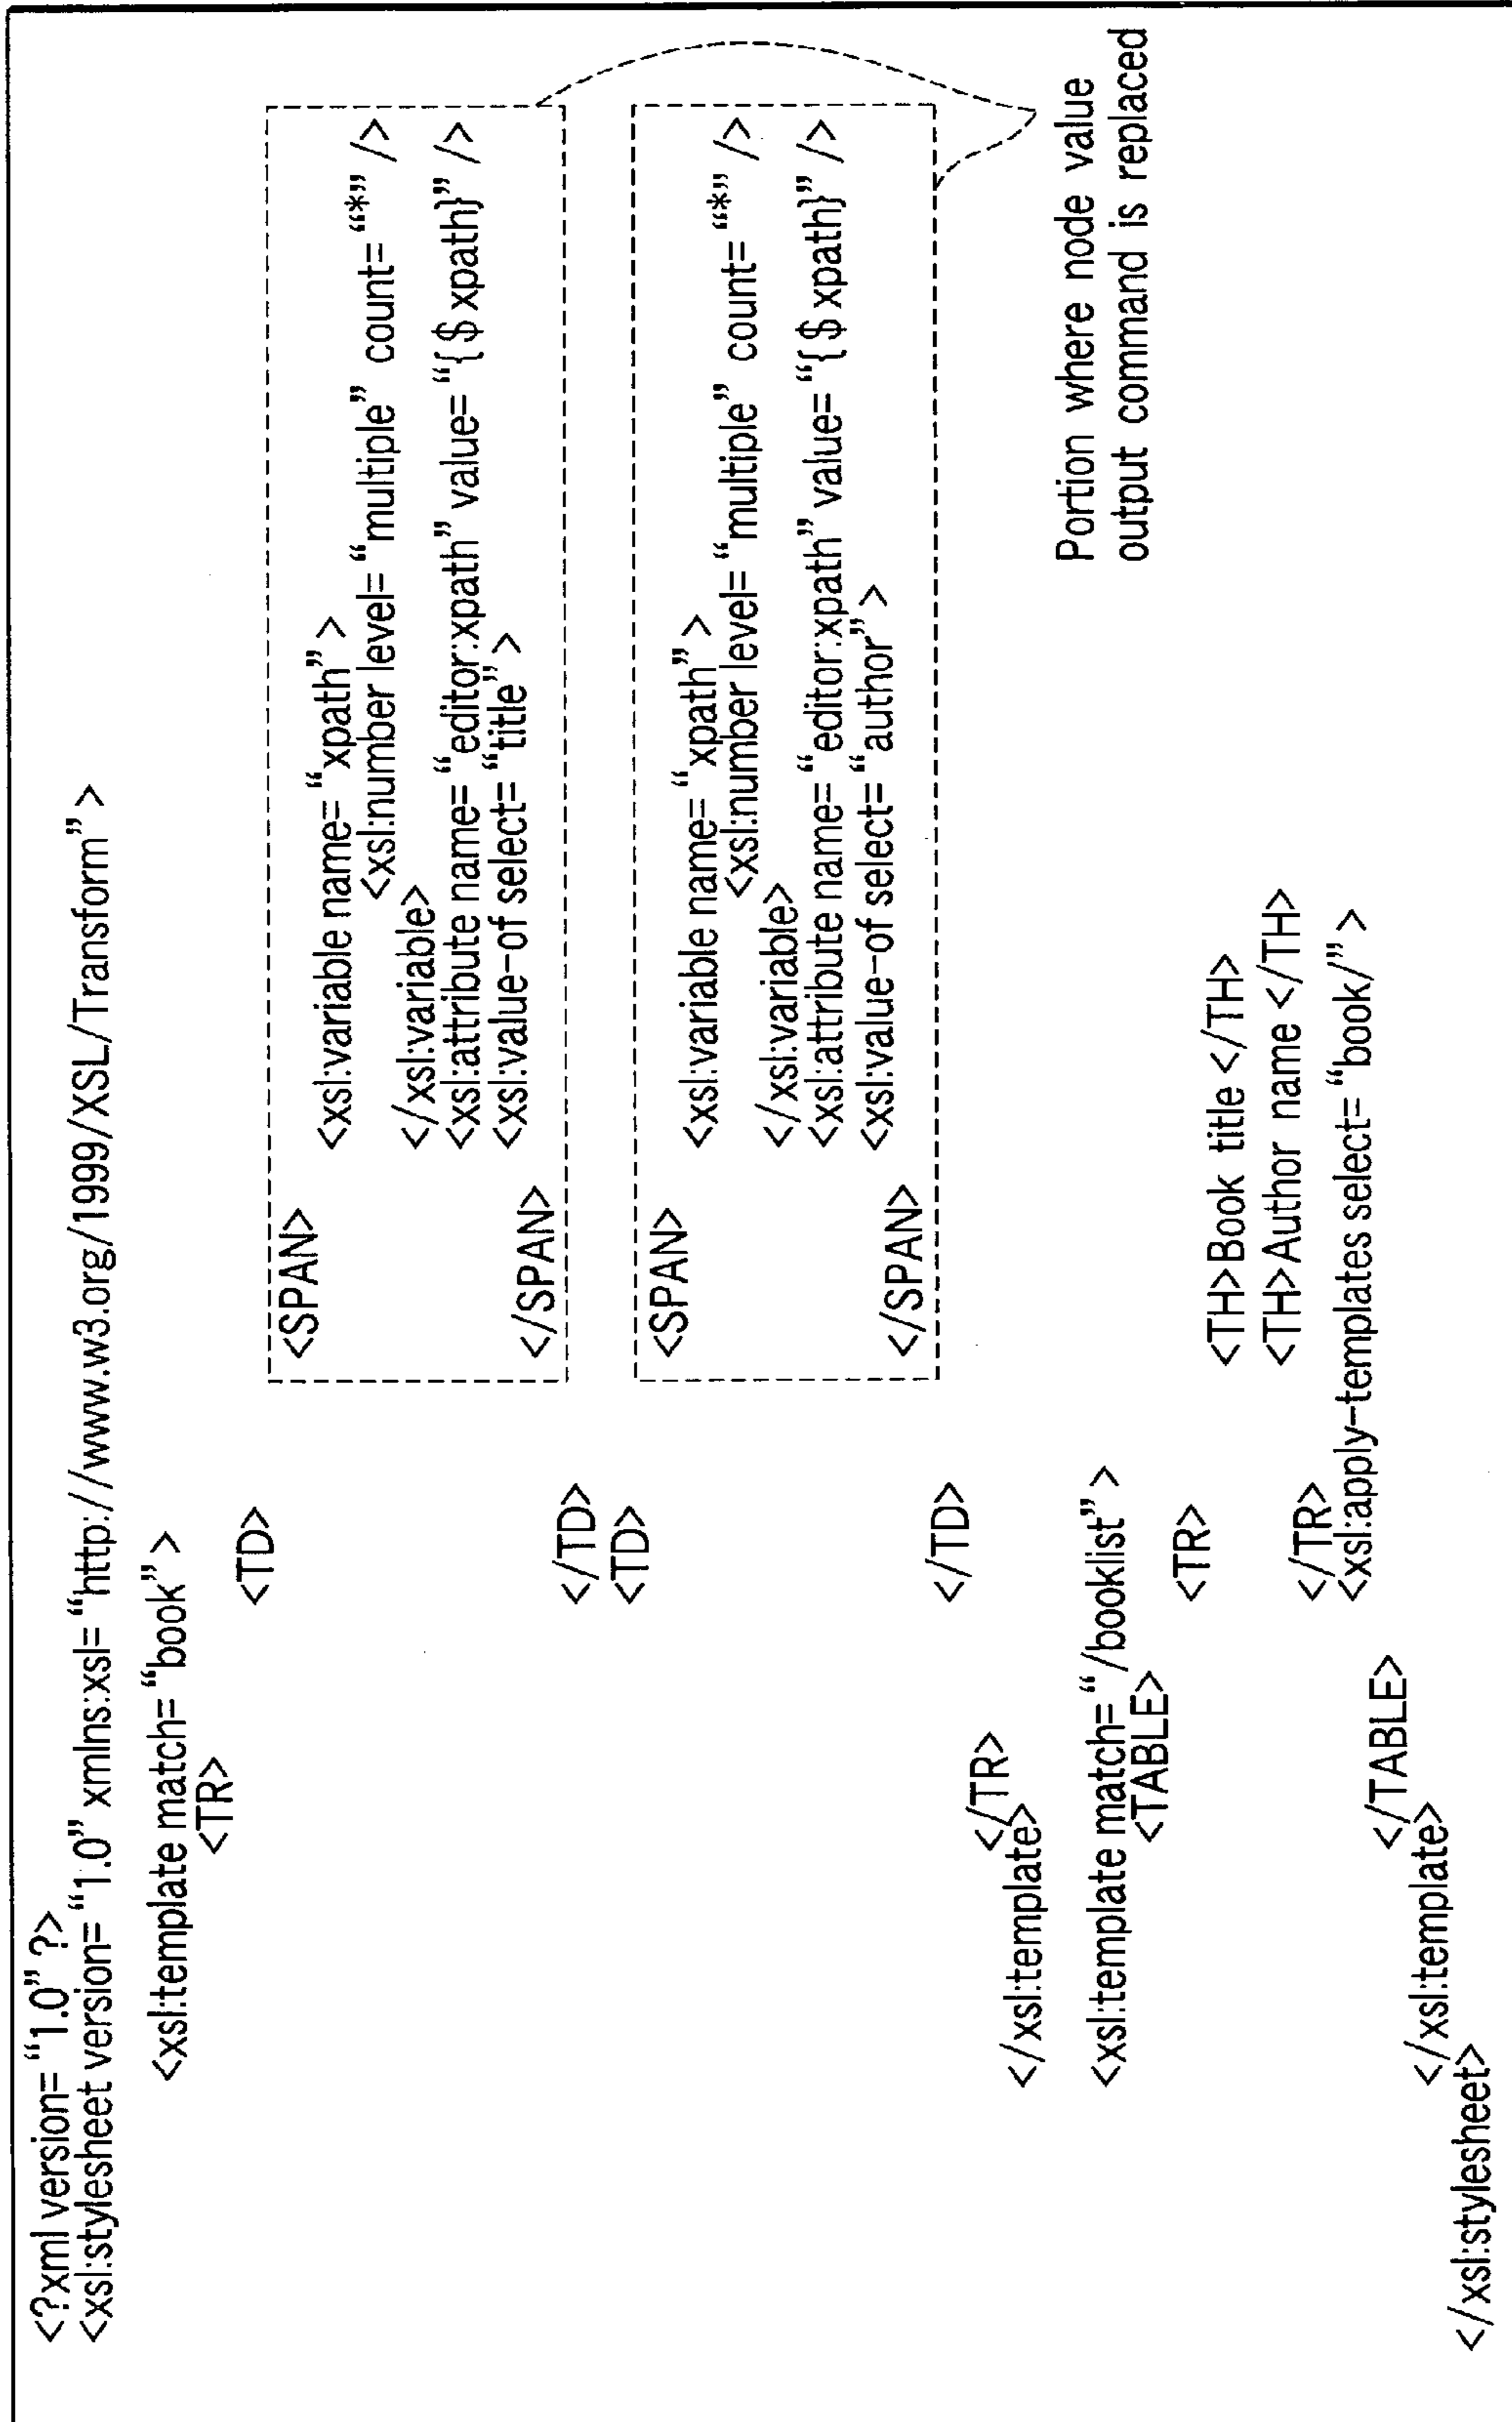 <?xml version=“1.0” ?>
<xsl:stylesheet version=“1.0” xmlns:xsl=“http://www.w3.org/1999/XSL/Transform”>
<xsl:template match=“book”>
<TR>
<TD>
<SPAN>
<xsl:variable name=“xpath”>
<xsl:number level=“multiple” count=“*” />
</xsl:variable>
<xsl:attribute name=“editor:xpath” value=“{$ xpath}” />
<xsl:value-of select=“title”>
</SPAN>
</TD>
<TD>
<SPAN>
<xsl:variable name=“xpath”>
<xsl:number level=“multiple” count=“*” />
</xsl:variable>
<xsl:attribute name=“editor:xpath” value=“{$ xpath}” />
<xsl:value-of select=“author”>
</SPAN>
</TD>
</TR>
</xsl:template>
Portion where node value
output command is replaced
<xsl:template match=“/booklist”>
<TABLE>
<TR>
<TH>Book title </TH>
<TH>Author name </TH>
</TR>
<xsl:apply-templates select=“book/”>
</TABLE>
</xsl:template>
</xsl:stylesheet>